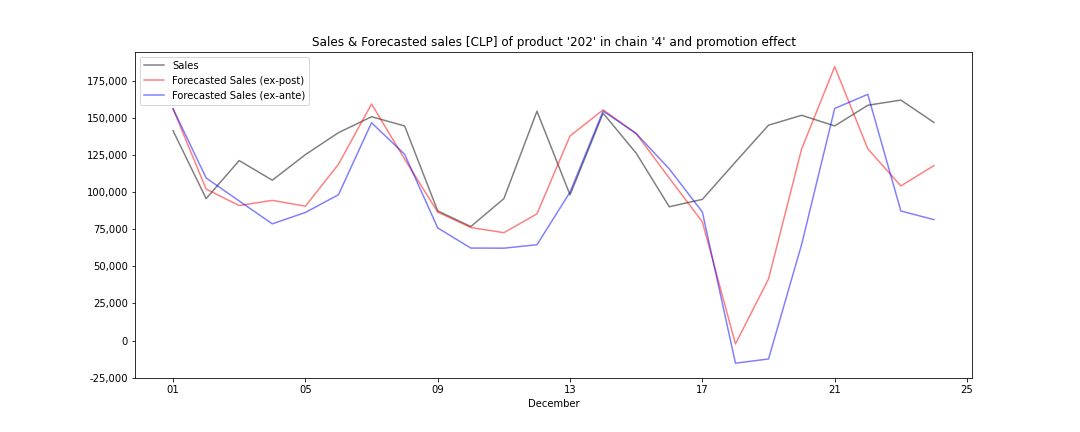 Sales & Forecasted sales [CLP] of product '202' in chain '4' and promotion effect
Sales
Forecasted Sales (ex-post)
Forecasted Sales (ex-ante)
175,000
150,000
125,000
100,000
75,000
50,000
25,000
0
-25,000
01 05 09 13 17 21 25
December